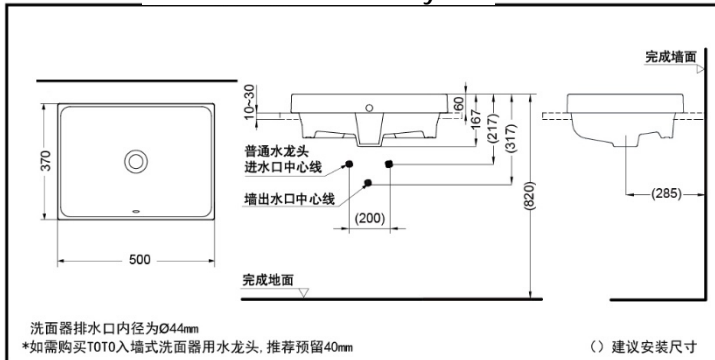 完成墙面
10~30
60
167
(217)
(317)
(820)
370
普通水龙头
进水口中心线
墙出水口中心线
(200)
(285)
500
完成地面
洗面器排水口内径为Ø44mm
*如需购买TOTO入墙式洗面器用水龙头,推荐预留40mm
()建议安装尺寸